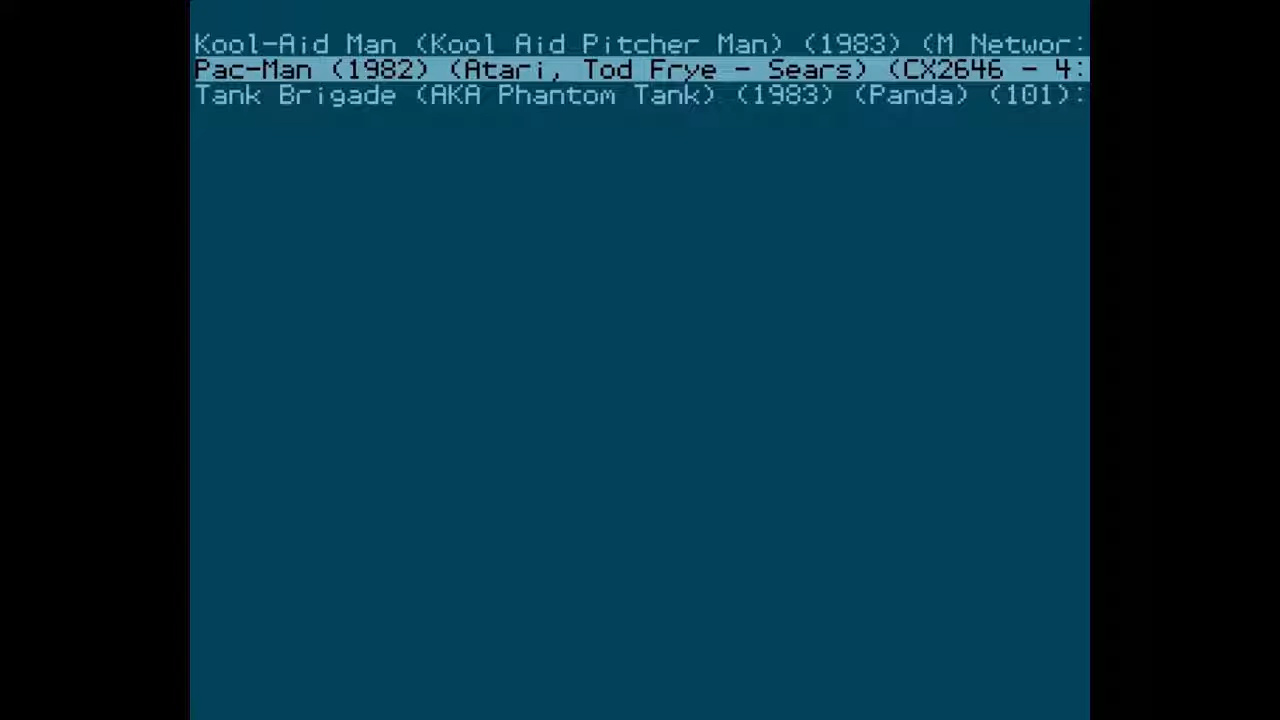 Kool-Aid Man (Kool Aid Pitcher Man) (1983) (M Networ:
Pac-Man (1982) (Atari, Tod Frye - Sears) (CX2646 - 4:
Tank Brigade (AKA Phantom Tank) (1983) (Panda) (101):